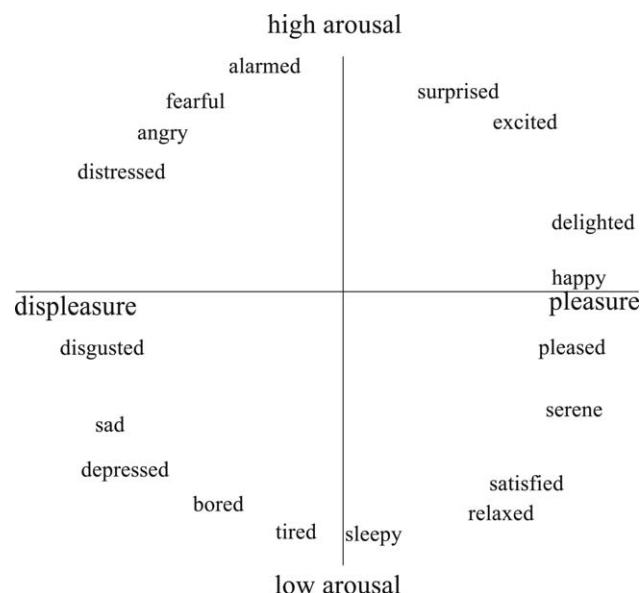 high arousal
alarmed
surprised
fearful
excited
angry
distressed
delighted
happy
displeasure
pleasure
disgusted
pleased
serene
sad
depressed
satisfied
bored
relaxed
tired
sleepy
low arousal